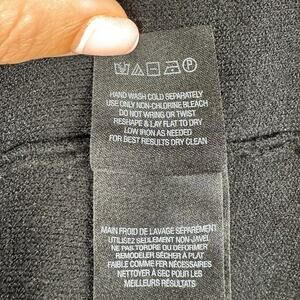 HAND WASH COLD SEPARATELY
USE ONLY NON-CHLORINE BLEACH
DO NOT WRING OR TWIST
RESHAPE & LAY FLAT TO DRY
LOW IRON AS NEEDED
FOR BEST RESULTS DRY CLEAN
MAIN FROID DE LAVAGE SÉPARÉMENT
UTILISEZ SEULEMENT NON-JAVEL
NE PAS TORDRE OU DÉFORMER
REMODELER SÉCHER À PLAT
FAIBLE COMME FER NÉCESSAIRES
NETTOYER À SEC POUR LES
MEILLEURS RÉSULTATS